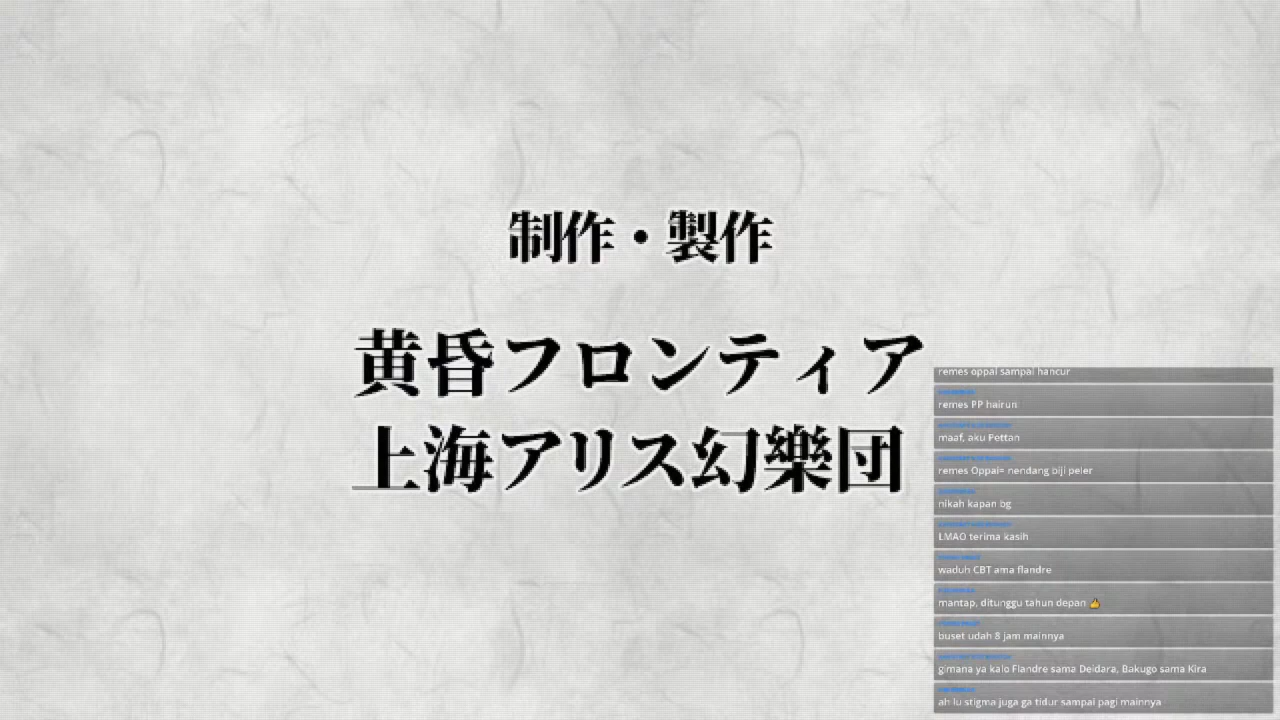 制作・製作
黄昏フロンティア
上海アリス幻樂団
remes oppai sampai hancur
remes PP hairun
maaf, aku Pettan
remes Oppai= nendang biji peler
nikah kapan bg
LMAO terima kasih
waduh CBT ama flandre
mantap, ditunggu tahun depan 👍
buset udah 8 jam mainnya
gimana ya kalo Flandre sama Deidara, Bakugo sama Kira
ah lu stigma juga ga tidur sampai pagi mainnya